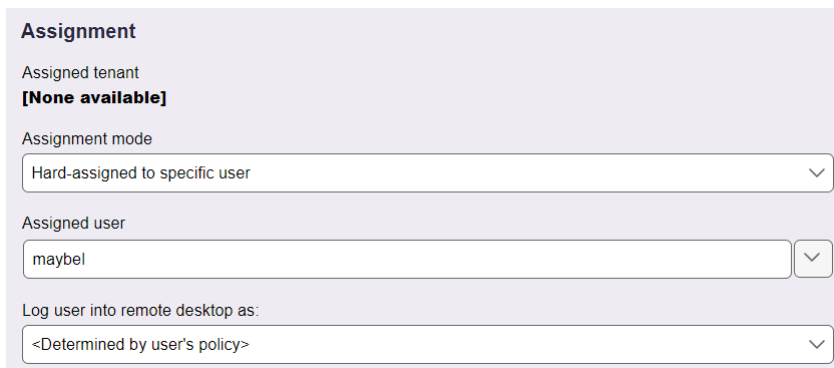 Assignment
Assigned tenant
[None available]
Assignment mode
Hard-assigned to specific user
Assigned user
maybel
Log user into remote desktop as:
<Determined by user's policy>